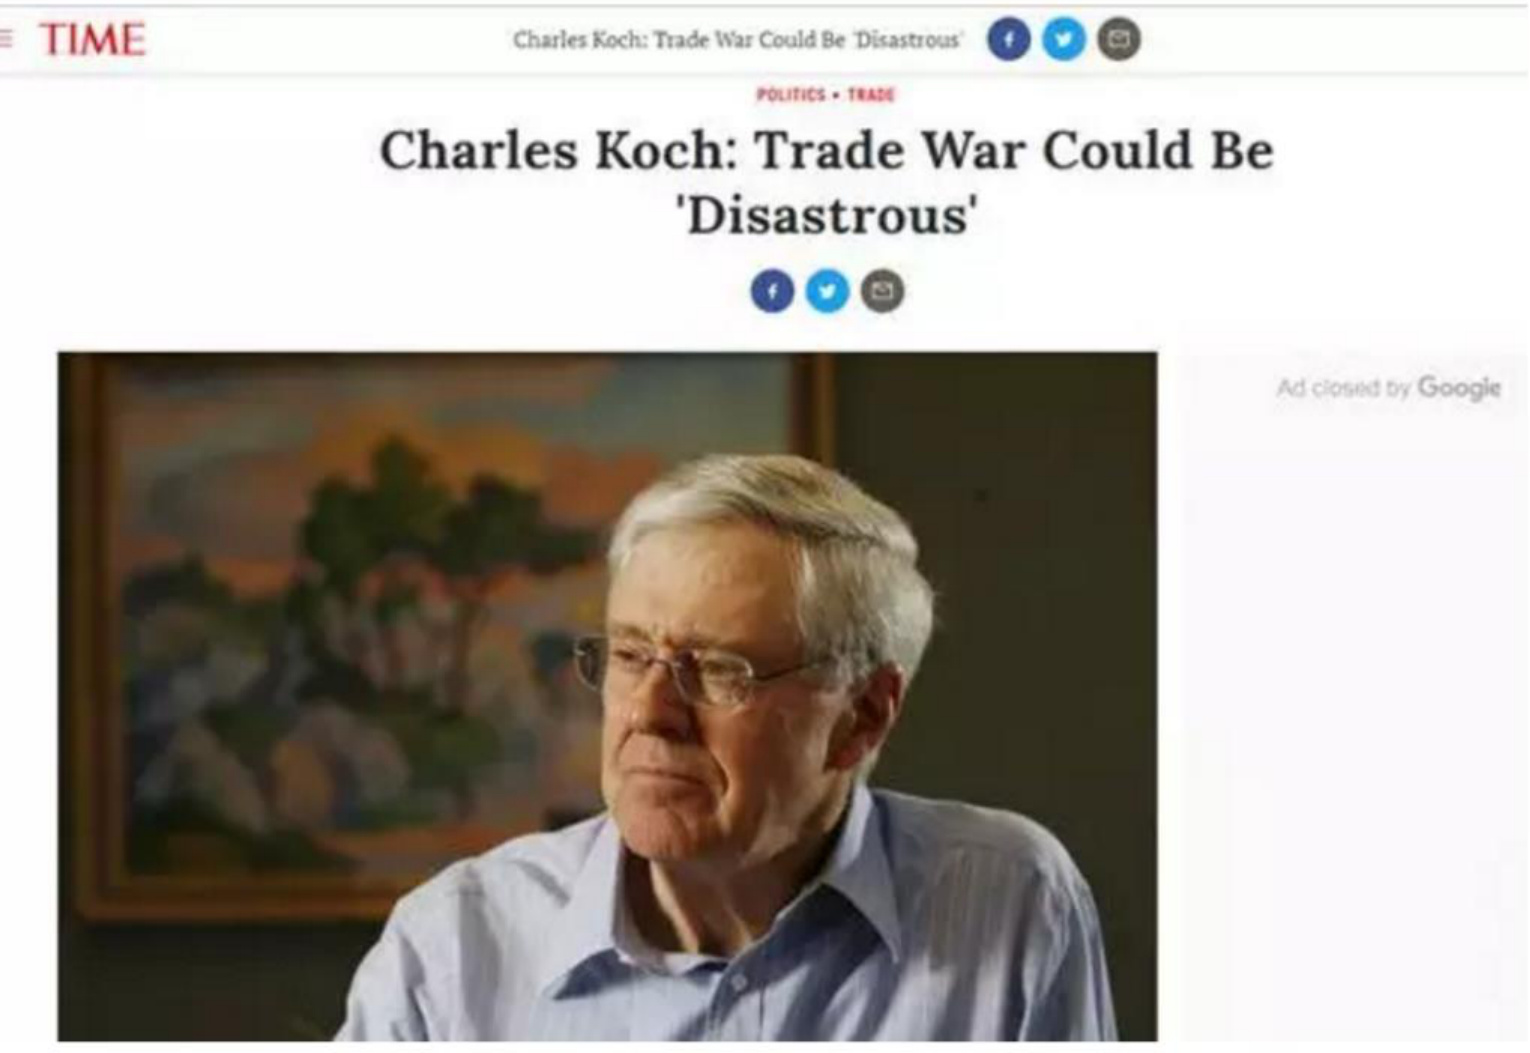 TIME
Charles Koch: Trade War Could Be 'Disastrous'
POLITICS • TRADE
Charles Koch: Trade War Could Be
'Disastrous'
Ad closed by Google